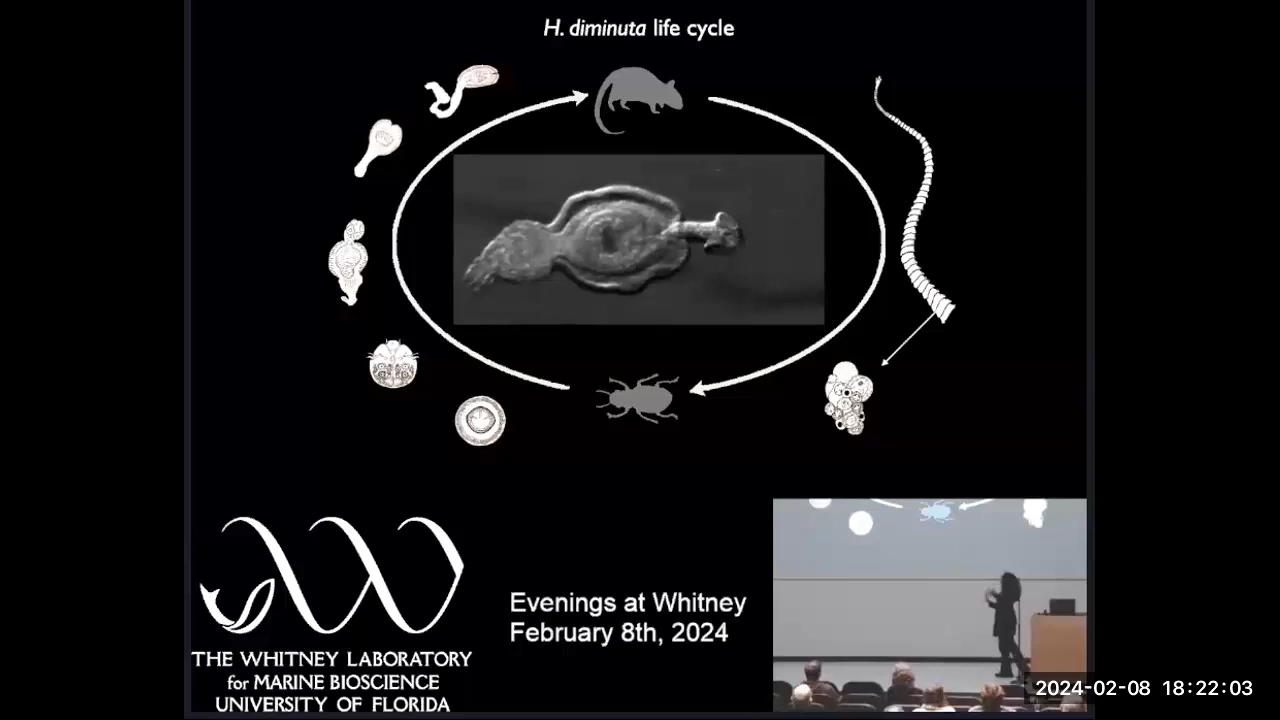 H. diminuta life cycle
Evenings at Whitney
February 8th, 2024
THE WHITNEY LABORATORY
for MARINE BIOSCIENCE
UNIVERSITY OF FLORIDA
2024-02-08 18:22:03